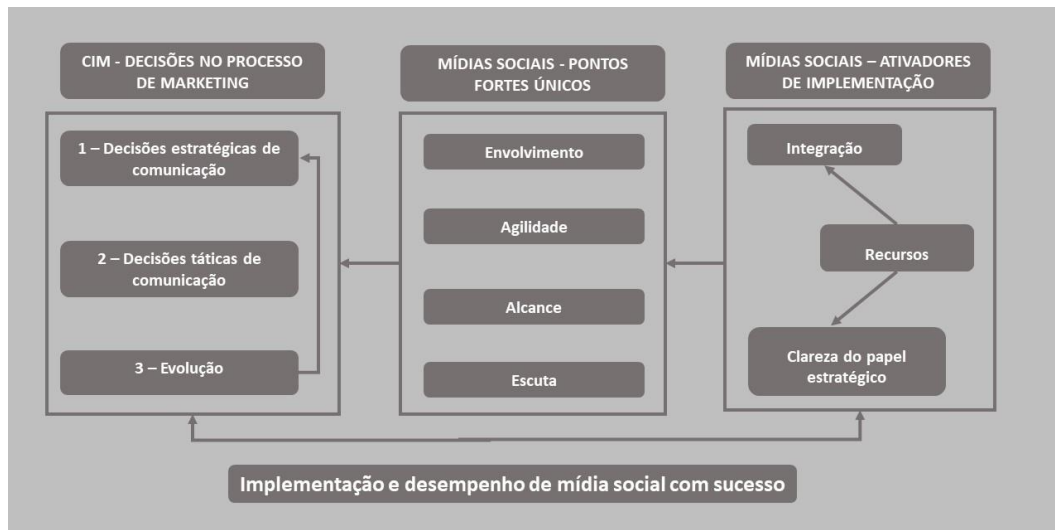 CIM - DECISÕES NO PROCESSO
DE MARKETING
1 – Decisões estratégicas de
comunicação
2 – Decisões táticas de
comunicação
3 – Evolução
MÍDIAS SOCIAIS - PONTOS
FORTES ÚNICOS
Envolvimento
Agilidade
Alcance
Escuta
MÍDIAS SOCIAIS – ATIVADORES
DE IMPLEMENTAÇÃO
Integração
Recursos
Clareza do papel
estratégico
Implementação e desempenho de mídia social com sucesso